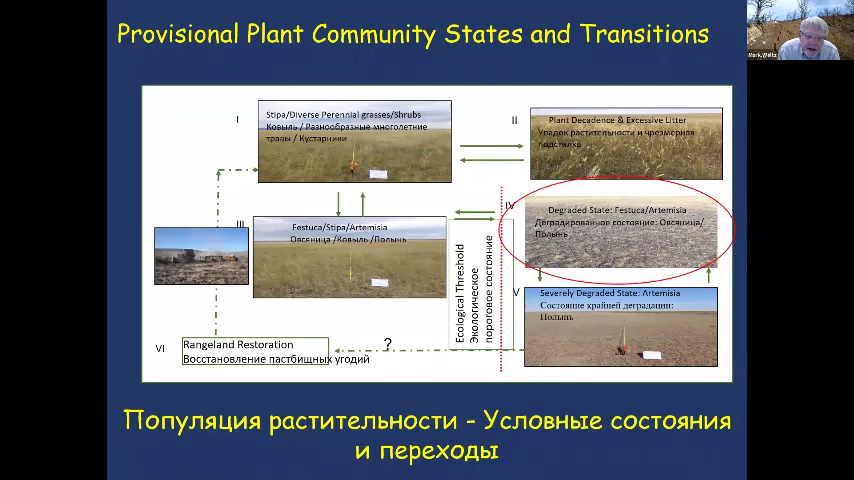 Provisional Plant Community States and Transitions
Mark Weltz
I
Stipa/Diverse Perennial grasses/Shrubs
Ковыль / Разнообразные многолетние
травы / Кустарники
II
Plant Decadence & Excessive Litter
Упадок растительности и чрезмерная
подстилка
III
Festuca/Stipa/Artemisia
Овсяница /Ковыль /Полынь
IV
Degraded State: Festuca/Artemisia
Деградированное состояние: Овсяница/
Полынь
Ecological Threshold
Экологическое
пороговое состояние
V
Severely Degraded State: Artemisia
Состояние крайней деградации:
Полынь
VI
Rangeland Restoration
Восстановление пастбищных угодий
?
Популяция растительности - Условные состояния
и переходы